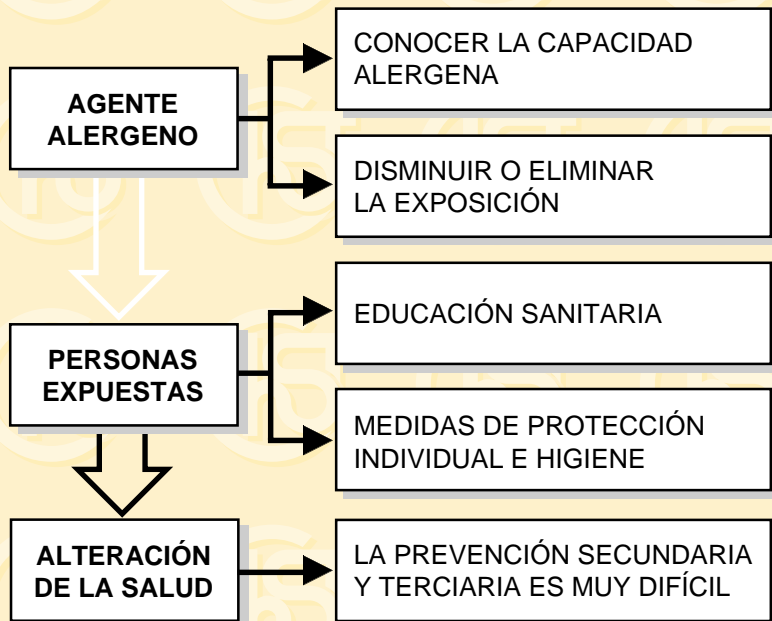 AGENTE
ALERGENO
CONOCER LA CAPACIDAD
ALERGENA
DISMINUIR O ELIMINAR
LA EXPOSICIÓN
PERSONAS
EXPUESTAS
EDUCACIÓN SANITARIA
MEDIDAS DE PROTECCIÓN
INDIVIDUAL E HIGIENE
ALTERACIÓN
DE LA SALUD
LA PREVENCIÓN SECUNDARIA
Y TERCIARIA ES MUY DIFÍCIL